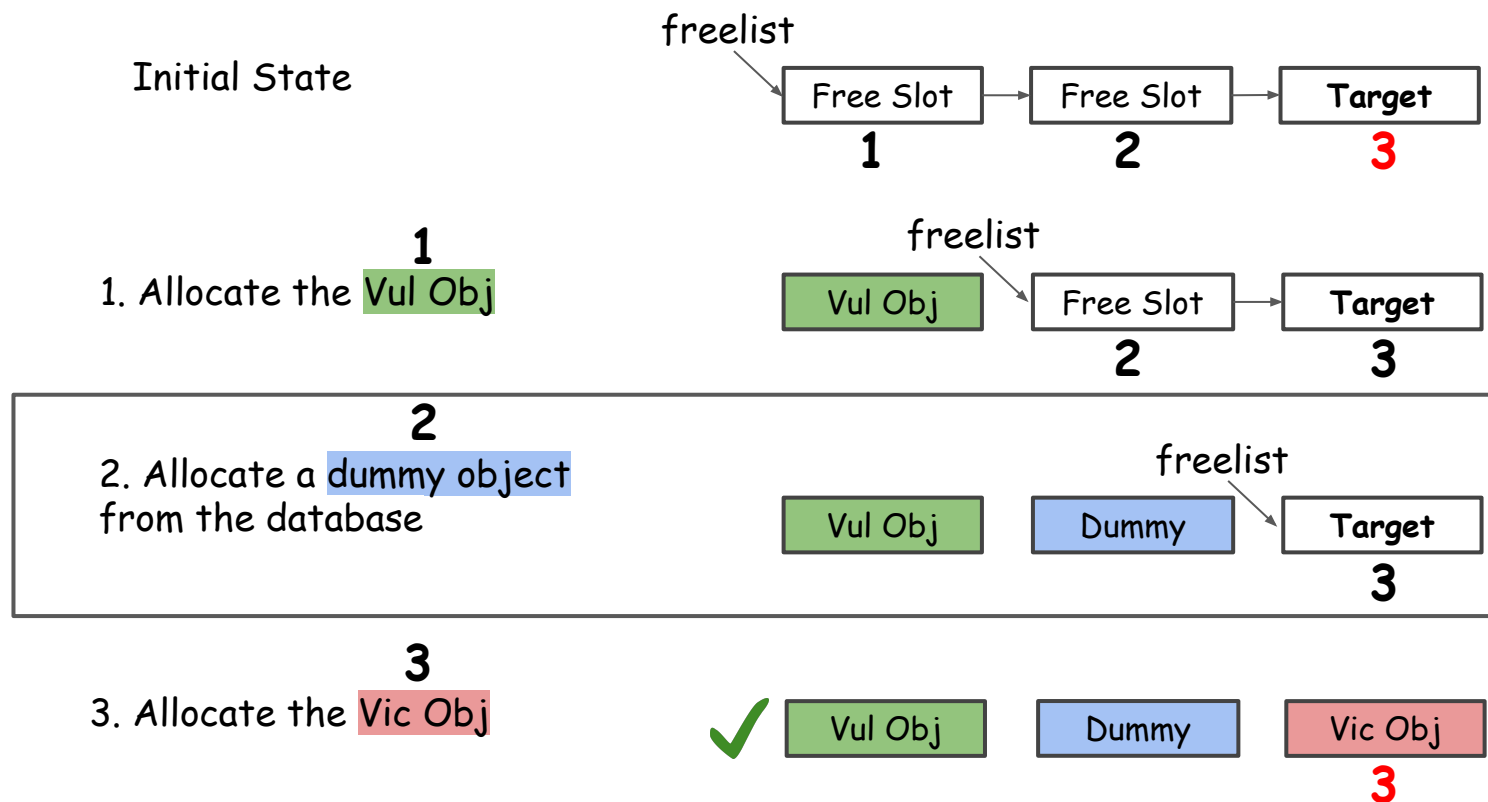 freelist
Initial State
Free Slot
Free Slot
Target
1
2
3
1
1. Allocate the Vul Obj
freelist
Vul Obj
Free Slot
Target
2
3
2
2. Allocate a dummy object
from the database
freelist
Vul Obj
Dummy
Target
3
3
3. Allocate the Vic Obj
Vul Obj
Dummy
Vic Obj
3